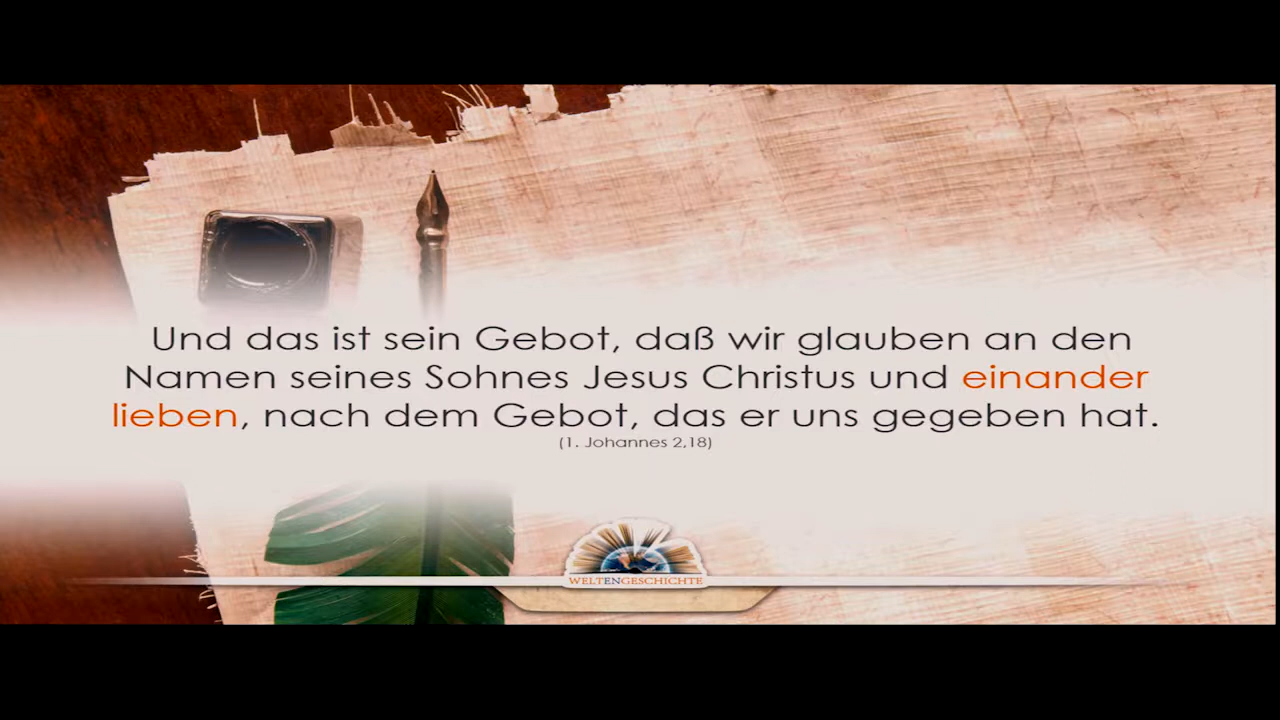 Und das ist sein Gebot, daß wir glauben an den
Namen seines Sohnes Jesus Christus und einander
lieben, nach dem Gebot, das er uns gegeben hat.
(1. Johannes 2,18)
WELTENGESCHICHTE